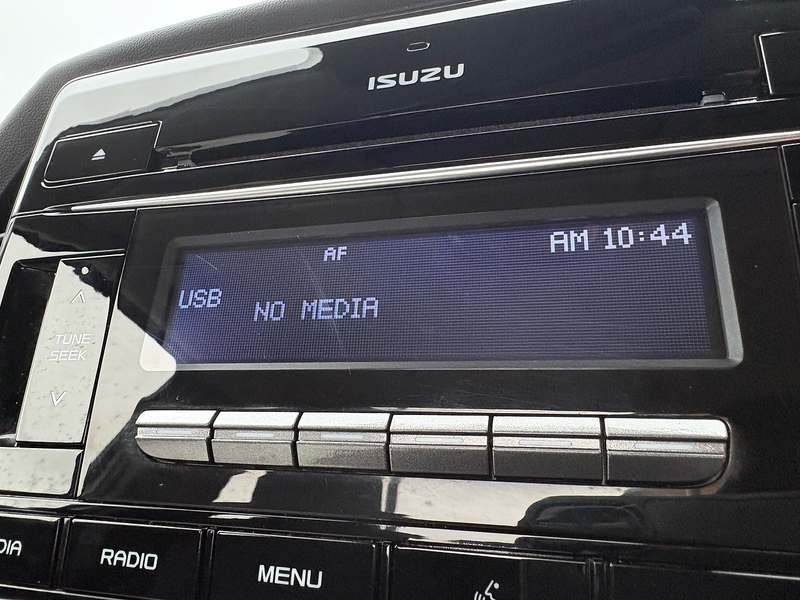 ISUZU
AF
AM 10:44
USB
NO MEDIA
TUNE
SEEK
DIA
RADIO
MENU